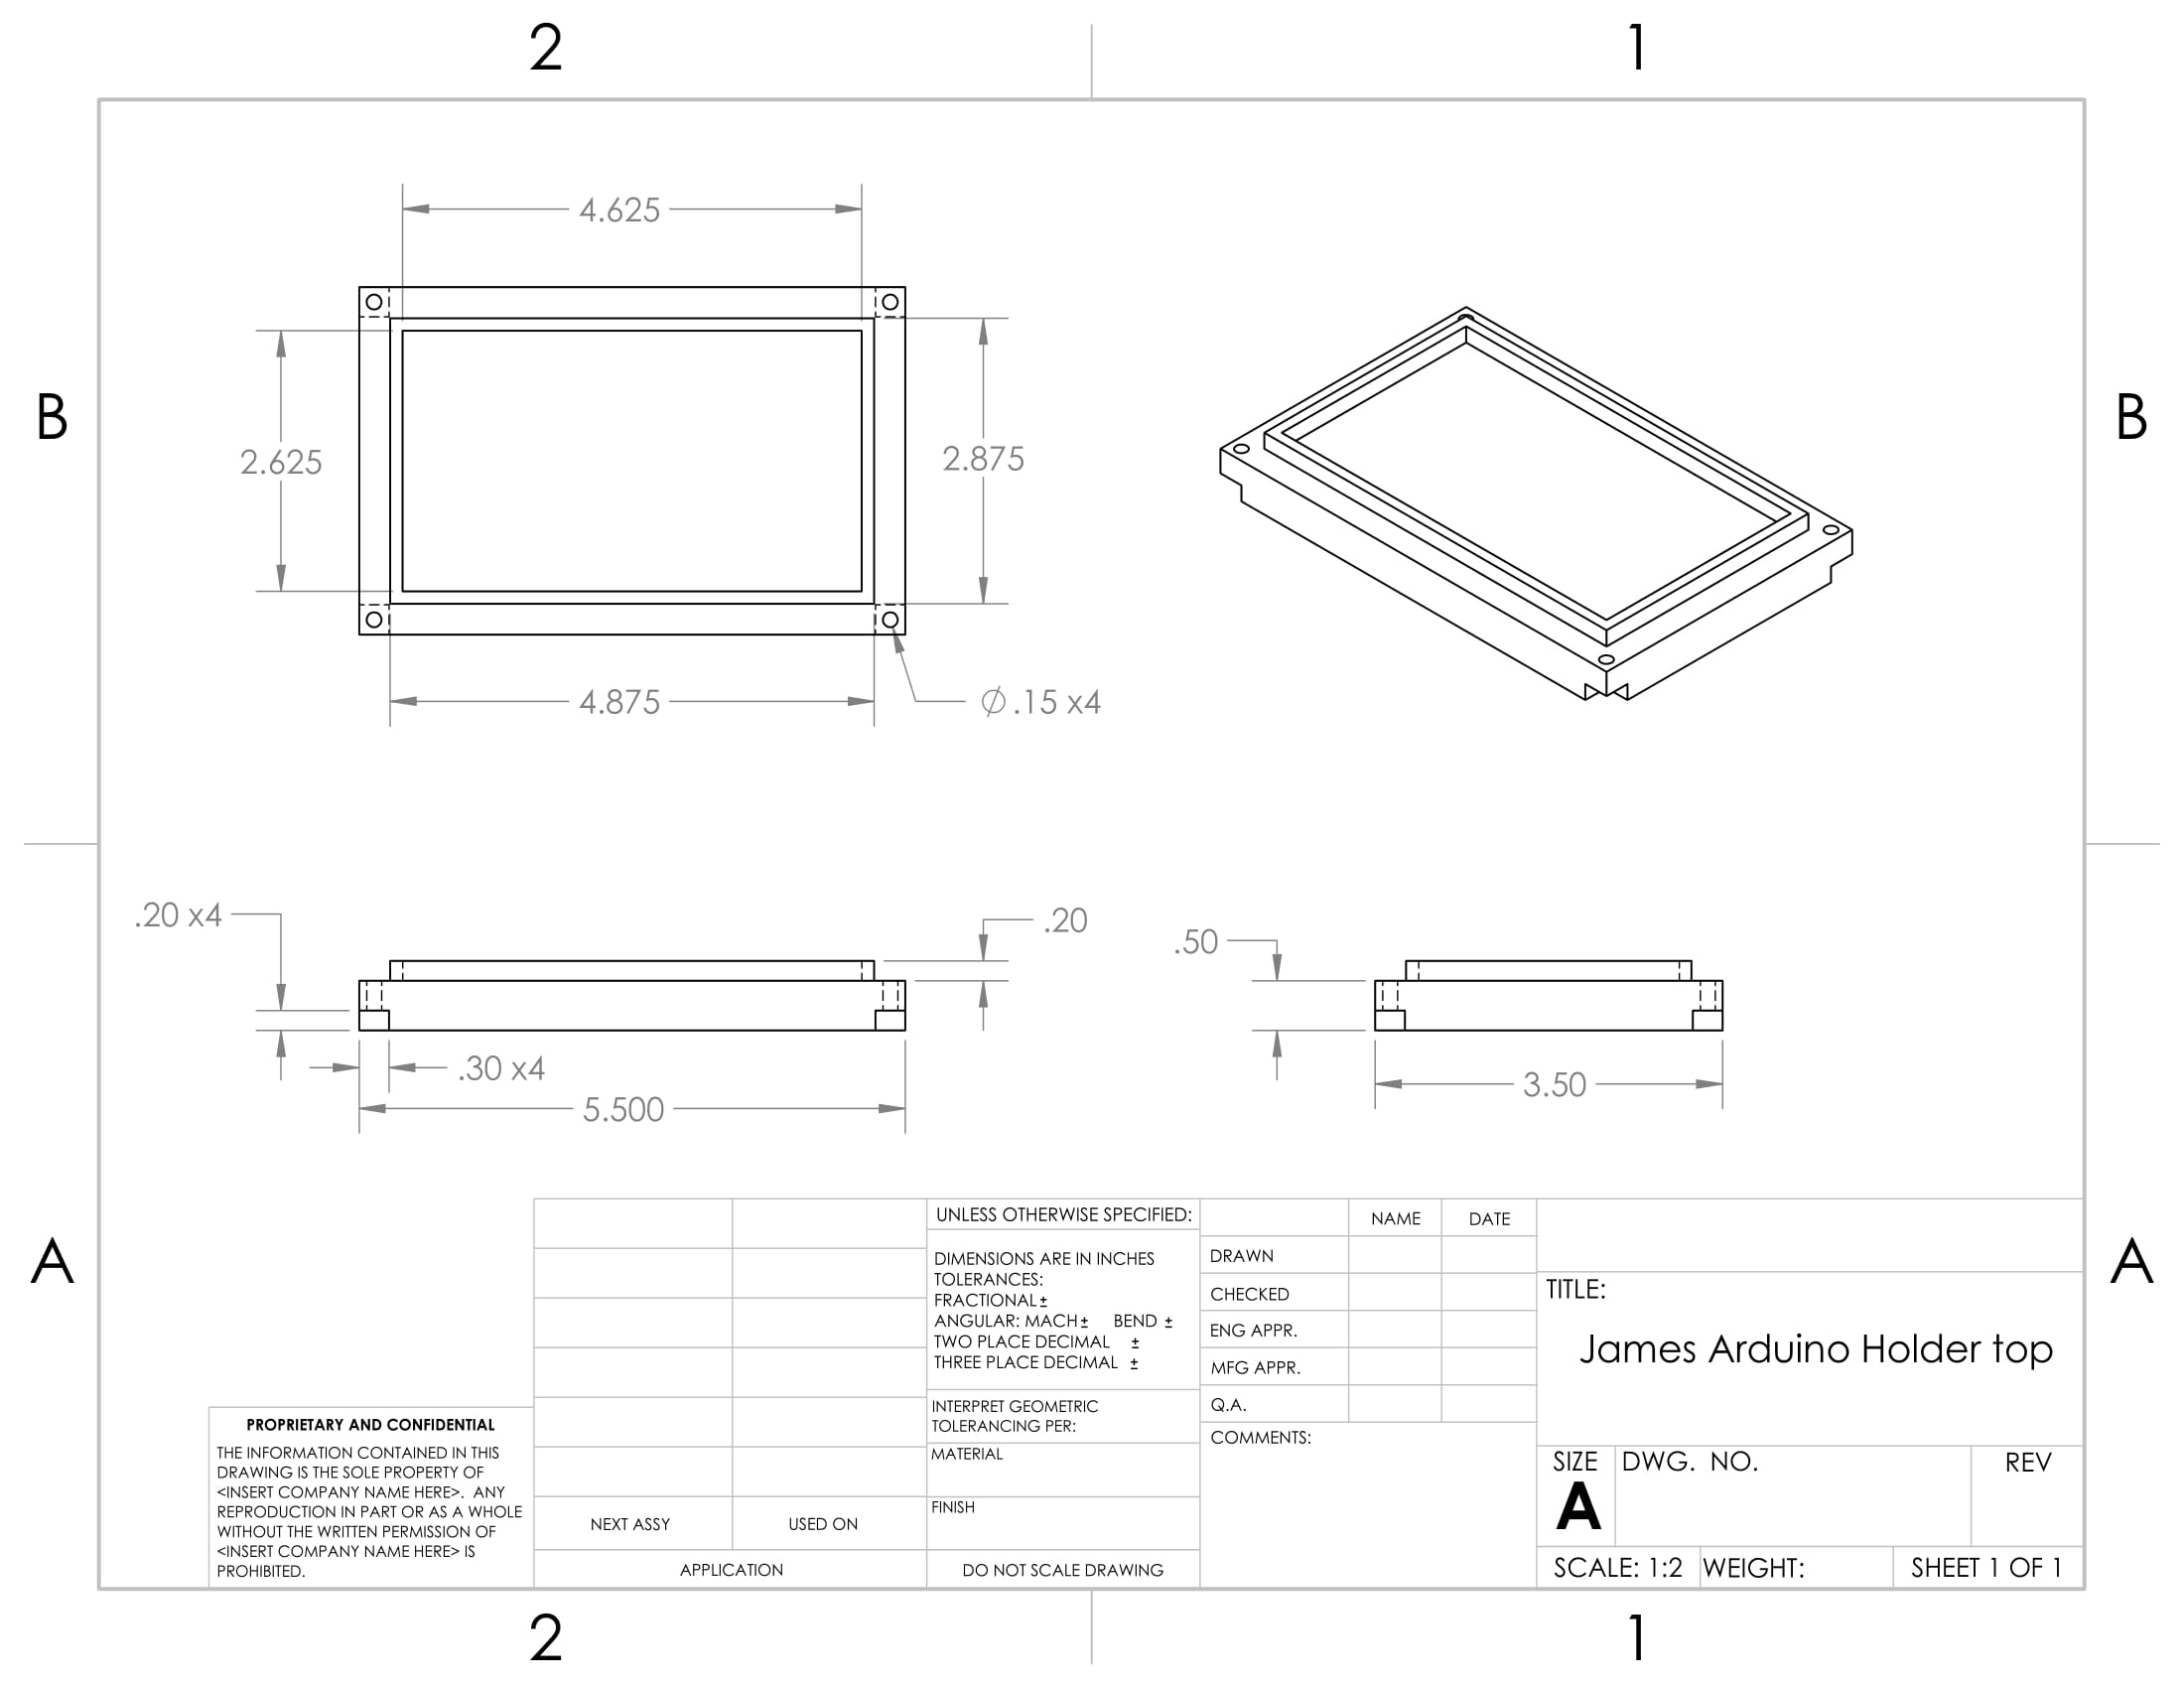 2
1
B
B
4.625
2.625
2.875
4.875
∅.15 x4
.20 x4
.20
.50
.30 x4
5.500
3.50
A
A
UNLESS OTHERWISE SPECIFIED:
DIMENSIONS ARE IN INCHES
TOLERANCES:
FRACTIONAL±
ANGULAR: MACH± BEND ±
TWO PLACE DECIMAL ±
THREE PLACE DECIMAL ±
INTERPRET GEOMETRIC
TOLERANCING PER:
MATERIAL
FINISH
DO NOT SCALE DRAWING
NAME DATE
DRAWN
CHECKED
ENG APPR.
MFG APPR.
Q.A.
COMMENTS:
TITLE:
James Arduino Holder top
SIZE
A
DWG. NO.
REV
SCALE: 1:2
WEIGHT:
SHEET 1 OF 1
PROPRIETARY AND CONFIDENTIAL
THE INFORMATION CONTAINED IN THIS
DRAWING IS THE SOLE PROPERTY OF
<INSERT COMPANY NAME HERE>. ANY
REPRODUCTION IN PART OR AS A WHOLE
WITHOUT THE WRITTEN PERMISSION OF
<INSERT COMPANY NAME HERE> IS
PROHIBITED.
NEXT ASSY
USED ON
APPLICATION
2
1